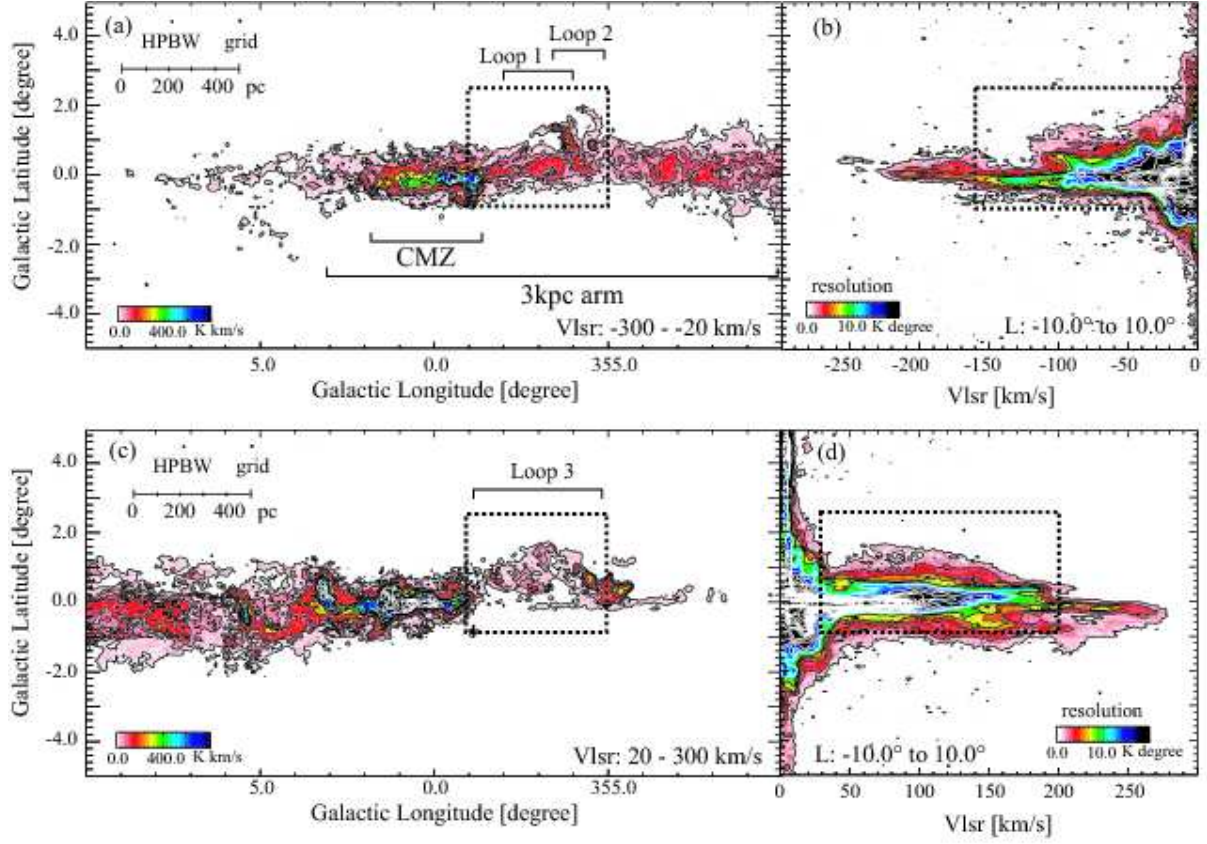 (a)
HPBW grid
0 200 400 pc
Loop 2
Loop 1
CMZ
3kpc arm
0.0 400.0 K km/s
Vlsr: -300 - -20 km/s
4.0
2.0
0.0
-2.0
-4.0
Galactic Latitude [degree]
5.0 0.0 355.0
Galactic Longitude [degree]
(b)
resolution
0.0 10.0 K degree
L: -10.0° to 10.0°
-250 -200 -150 -100 -50 0
Vlsr [km/s]
(c)
HPBW grid
0 200 400 pc
Loop 3
0.0 400.0 K km/s
Vlsr: 20 - 300 km/s
4.0
2.0
0.0
-2.0
-4.0
Galactic Latitude [degree]
5.0 0.0 355.0
Galactic Longitude [degree]
(d)
resolution
0.0 10.0 K degree
L: -10.0° to 10.0°
0 50 100 150 200 250
Vlsr [km/s]